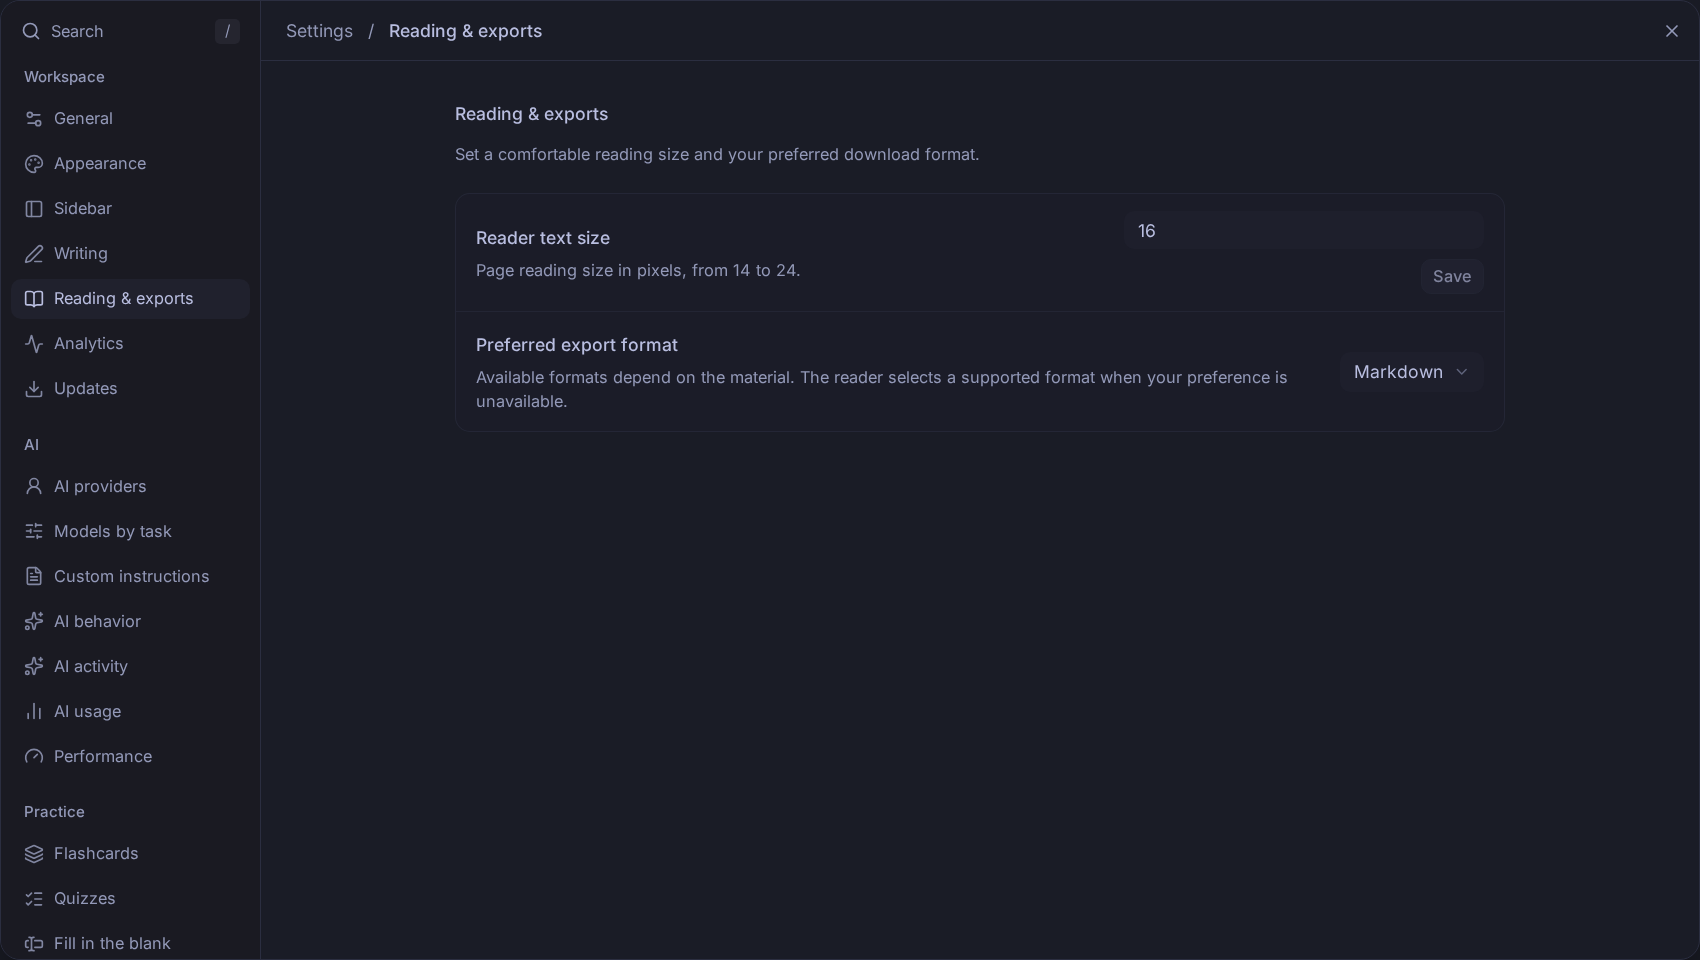 Search /
Workspace
General
Appearance
Sidebar
Writing
Reading & exports
Analytics
Updates
AI
AI providers
Models by task
Custom instructions
AI behavior
AI activity
AI usage
Performance
Practice
Flashcards
Quizzes
Fill in the blank
Settings / Reading & exports
Reading & exports
Set a comfortable reading size and your preferred download format.
Reader text size
Page reading size in pixels, from 14 to 24.
16
Save
Preferred export format
Available formats depend on the material. The reader selects a supported format when your preference is
unavailable.
Markdown